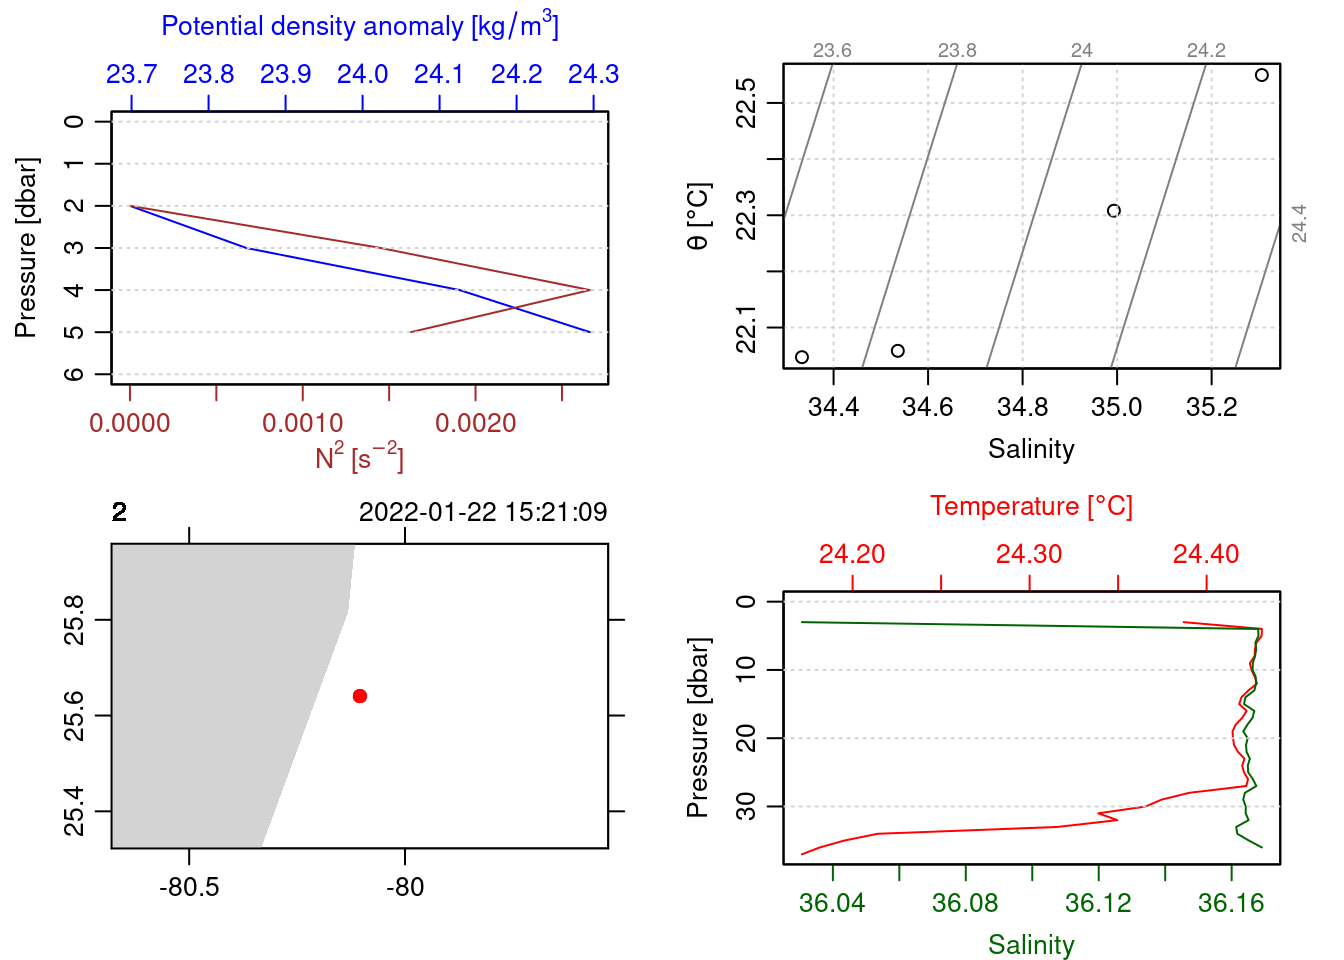 Potential density anomaly [kg/m³]
23.7 23.8 23.9 24.0 24.1 24.2 24.3
Pressure [dbar]
0
1
2
3
4
5
6
0.0000 0.0010 0.0020
N² [s⁻²]
23.6 23.8 24 24.2
24.4
θ [°C]
22.5
22.3
22.1
34.4 34.6 34.8 35.0 35.2
Salinity
2 2022-01-22 15:21:09
25.8
25.6
25.4
-80.5 -80
Temperature [°C]
24.20 24.30 24.40
Pressure [dbar]
0
10
20
30
36.04 36.08 36.12 36.16
Salinity